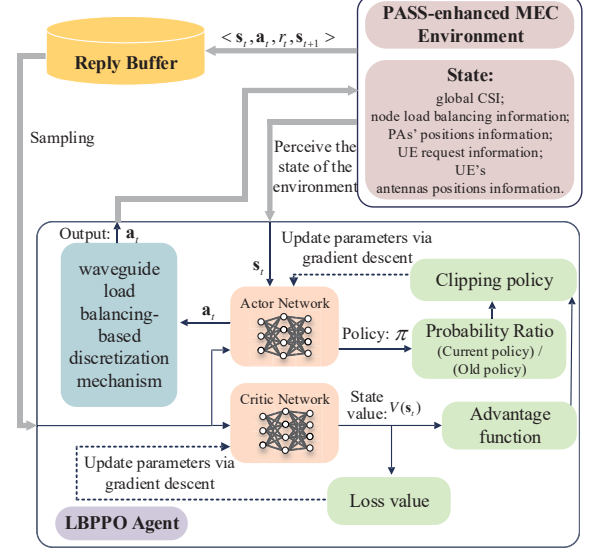 PASS-enhanced MEC
Environment
< s_t, a_t, r_t, s_{t+1} >
Reply Buffer
State:
global CSI;
node load balancing information;
PAs' positions information;
UE request information;
UE's
antennas positions information.
Sampling
Perceive the
state of the
environment
Output: a_t
s_t
Update parameters via
gradient descent
Clipping policy
waveguide
load
balancing-
based
discretization
mechanism
a_t
Actor Network
Policy: π
Probability Ratio
(Current policy) /
(Old policy)
Critic Network
State
value: V(s_t)
Advantage
function
Update parameters via
gradient descent
Loss value
LBPPO Agent